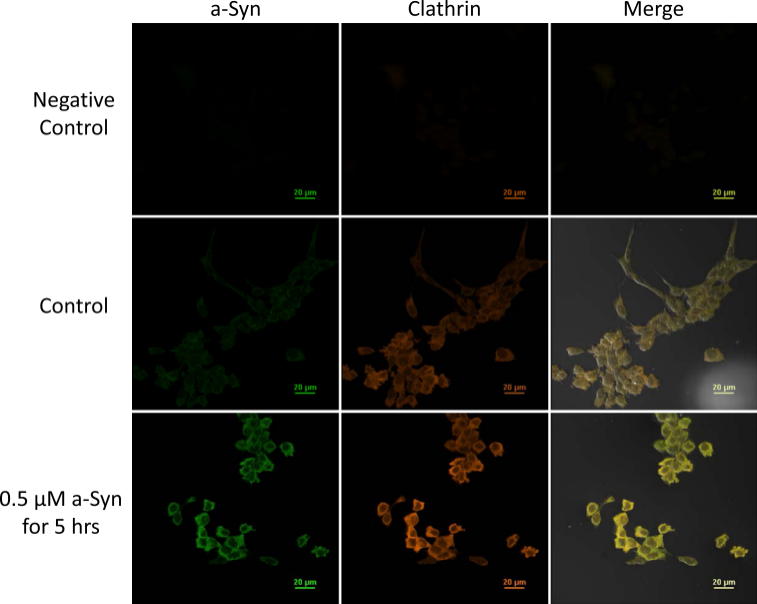 a-Syn Clathrin Merge
Negative
Control
20 µm 20 µm 20 µm
Control
20 µm 20 µm 20 µm
0.5 µM a-Syn
for 5 hrs
20 µm 20 µm 20 µm